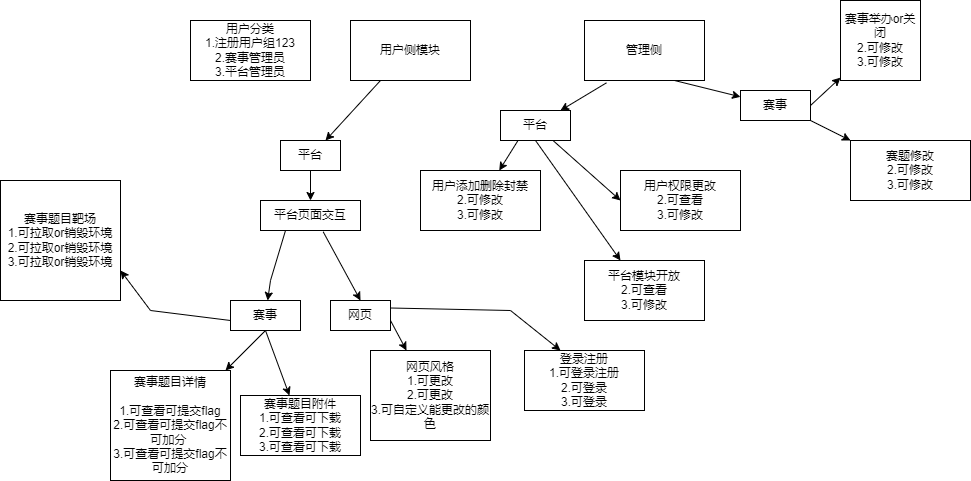 用户分类
1.注册用户组123
2.赛事管理员
3.平台管理员
用户侧模块
管理侧
赛事举办or关
闭
2.可修改
3.可修改
赛事
平台
平台
赛题修改
2.可修改
3.可修改
用户添加删除封禁
2.可修改
3.可修改
用户权限更改
2.可查看
3.可修改
平台页面交互
赛事题目靶场
1.可拉取or销毁环境
2.可拉取or销毁环境
3.可拉取or销毁环境
平台模块开放
2.可查看
3.可修改
赛事
网页
赛事题目详情
1.可查看可提交flag
2.可查看可提交flag不
可加分
3.可查看可提交flag不
可加分
赛事题目附件
1.可查看可下载
2.可查看可下载
3.可查看可下载
网页风格
1.可更改
2.可更改
3.可自定义能更改的颜
色
登录注册
1.可登录注册
2.可登录
3.可登录